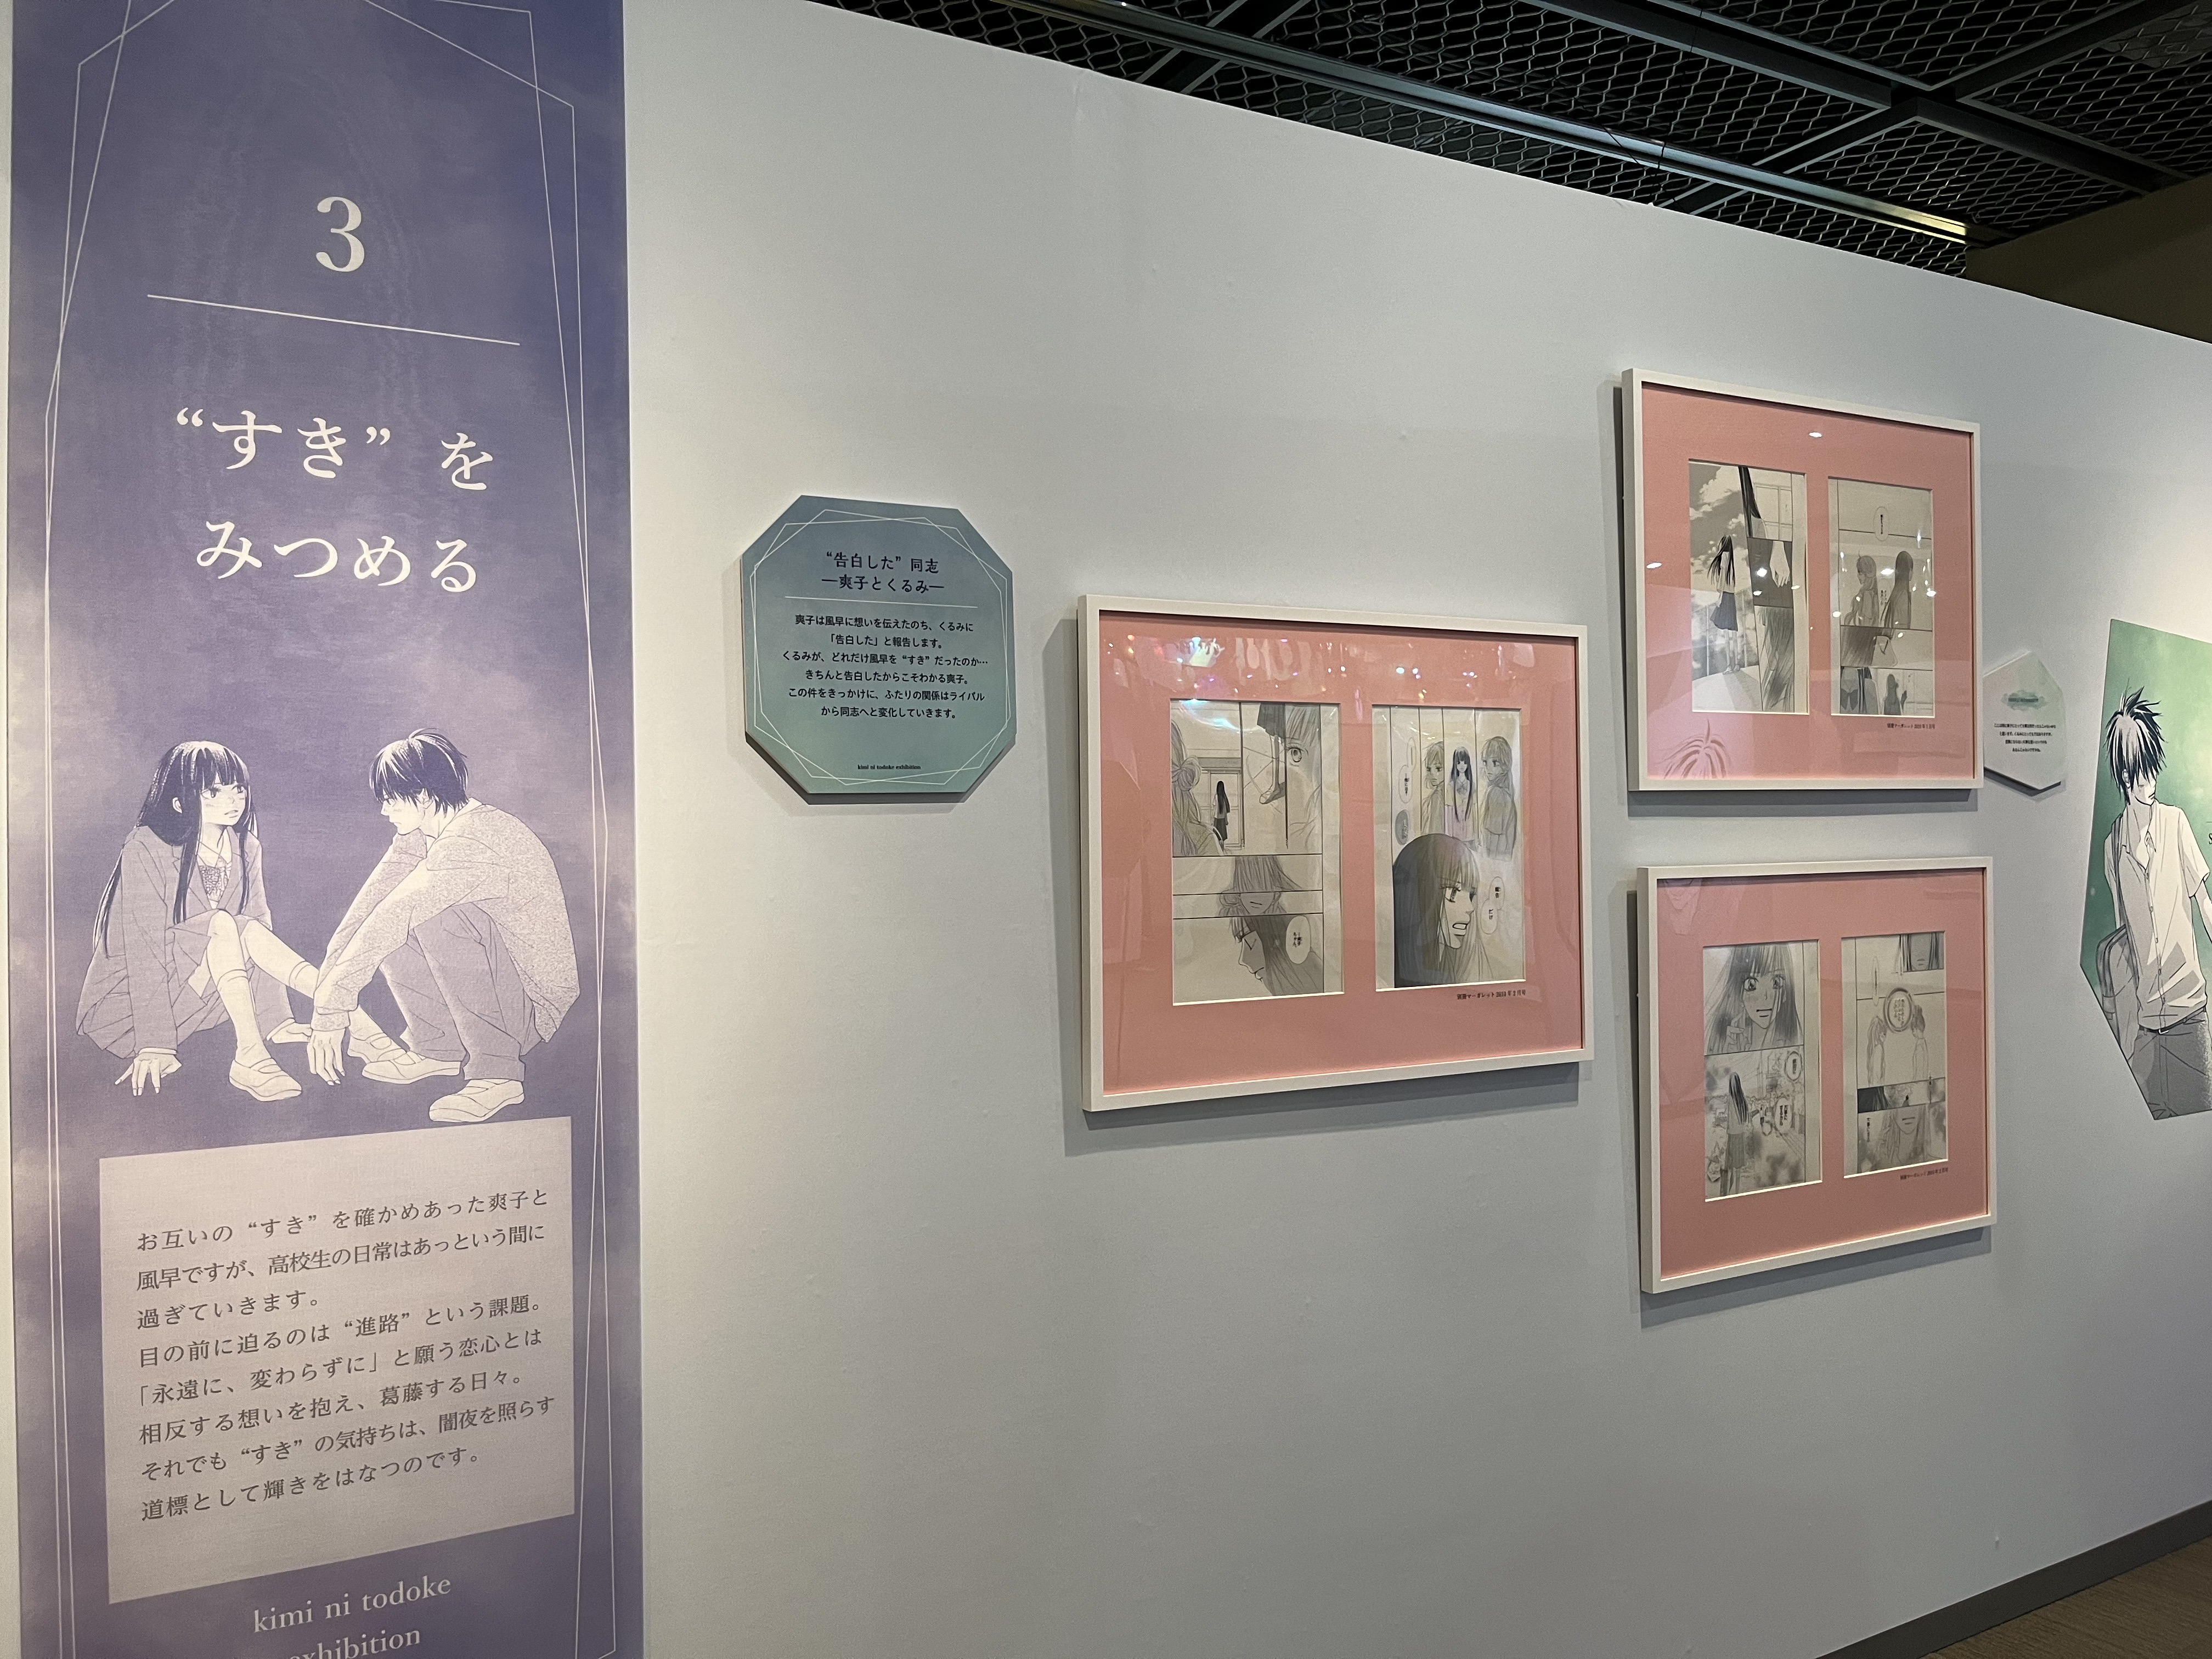 3
“すき”を
みつめる
お互いの“すき”を確かめあった爽子と
風早ですが、高校生の日常はあっという間に
過ぎていきます。
目の前に迫るのは“進路”という課題。
「永遠に、変わらずに」と願う恋心とは
相反する想いを抱え、葛藤する日々。
それでも“すき”の気持ちは、闇夜を照らす
道標として輝きをはなつのです。
kimi ni todoke
exhibition
“告白した”同志
―爽子とくるみ―
爽子は風早に想いを伝えたのち、くるみに
「告白した」と報告します。
くるみが、どれだけ風早を“すき”だったのか…
きちんと告白したからこそわかる爽子。
この件をきっかけに、ふたりの関係はライバル
から同志へと変化していきます。
kimi ni todoke exhibition